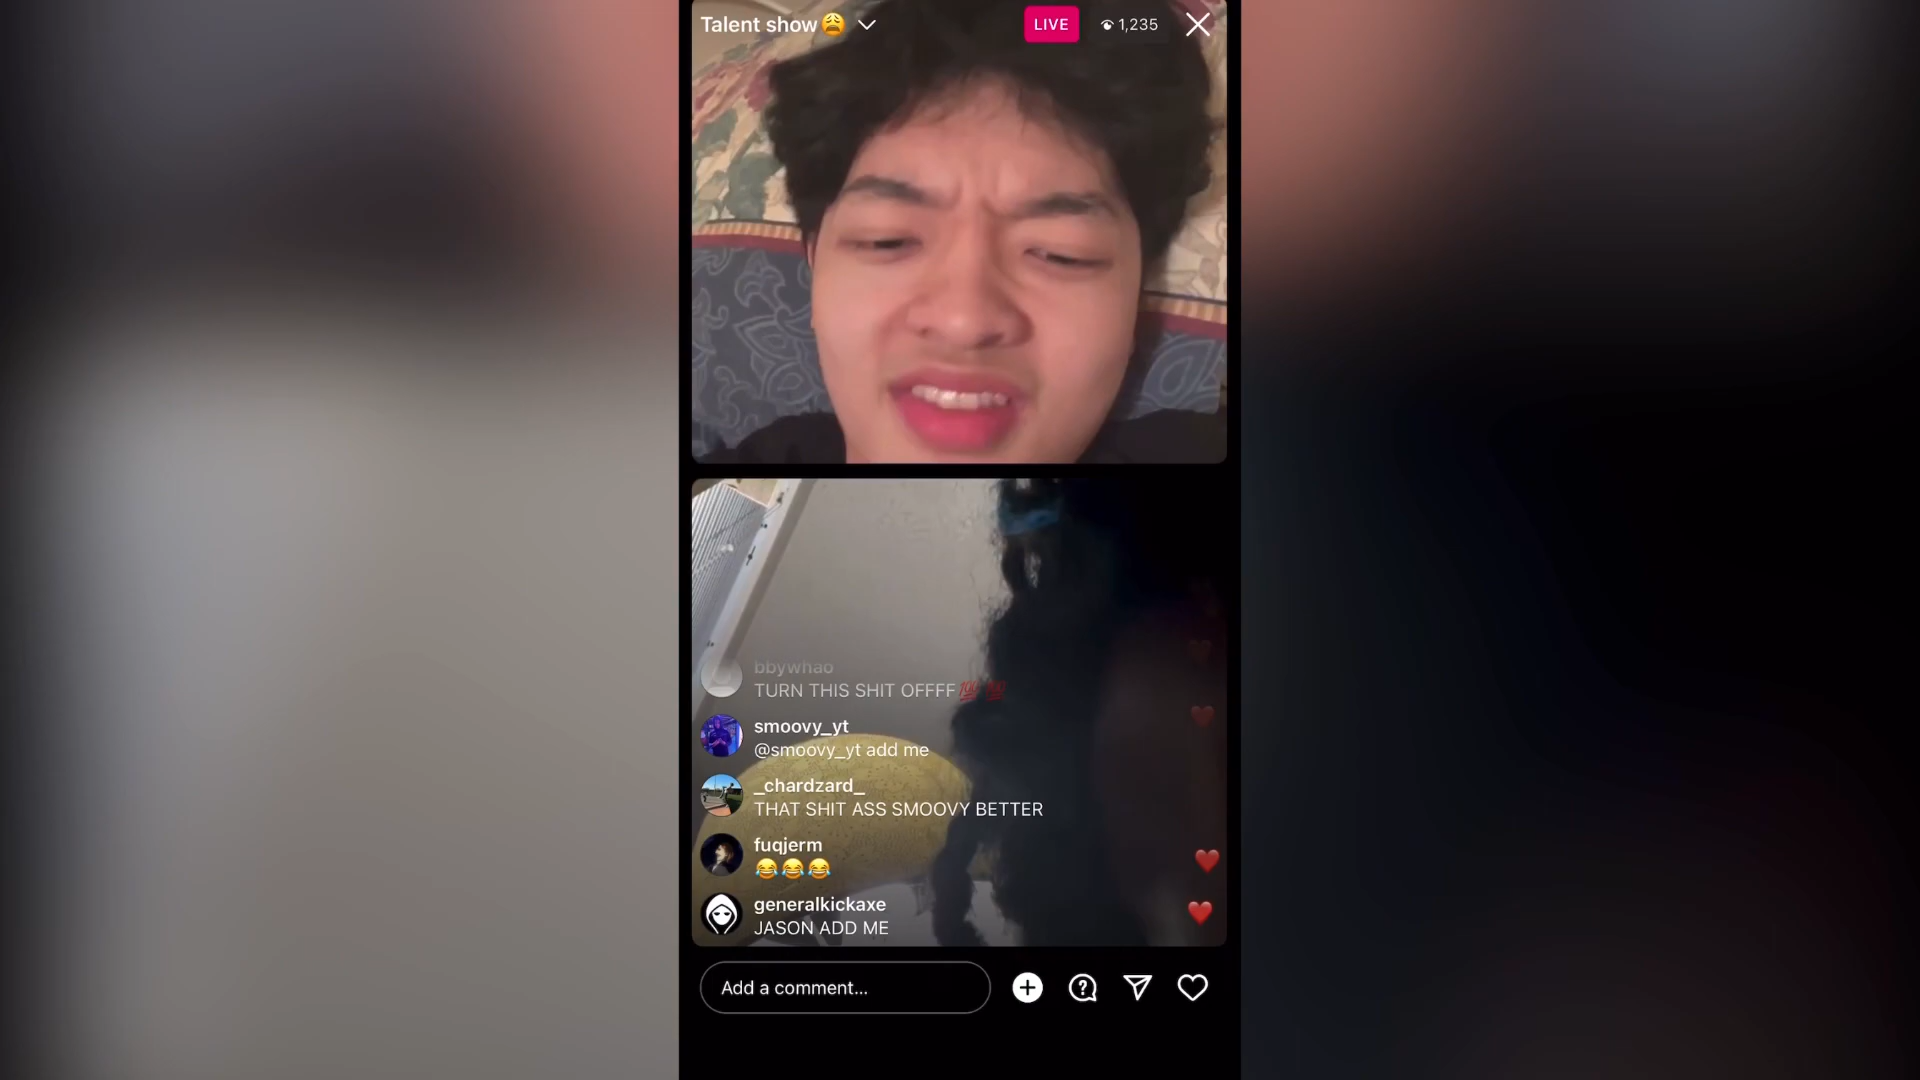 Talent show😩
LIVE
1,235
bbywhao
TURN THIS SHIT OFFFF💯💯
smoovy_yt
@smoovy_yt add me
_chardzard_
THAT SHIT ASS SMOOVY BETTER
fuqjerm
😂😂😂
generalkickaxe
JASON ADD ME
Add a comment...